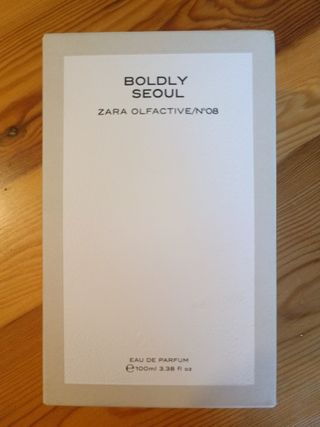 BOLDLY
SEOUL
ZARA OLFACTIVE/Nº08
EAU DE PARFUM
℮100ml 3.38 fl oz